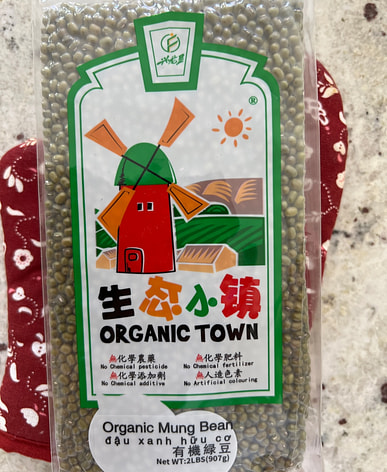 ®
生态小镇
ORGANIC TOWN
無化學農藥
No Chemical pesticide
無化學肥料
No Chemical fertilizer
無化學添加劑
No Chemical additive
無人造色素
No Artificial colouring
Organic Mung Bean
đậu xanh hữu cơ
有機緑豆
Net WT:2LBS(907g)